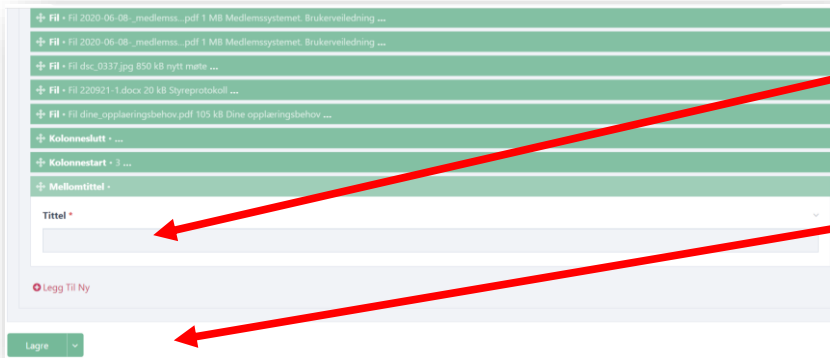 Fil • Fil 2020-06-08-_medlemss...pdf 1 MB Medlemssystemet. Brukerveiledning ...
Fil • Fil 2020-06-08-_medlemss...pdf 1 MB Medlemssystemet. Brukerveiledning ...
Fil • Fil dsc_0337.jpg 850 kB nytt møte ...
Fil • Fil 220921-1.docx 20 kB Styreprotokoll ...
Fil • Fil dine_opplaeringsbehov.pdf 105 kB Dine opplæringsbehov ...
Kolonneslutt • ...
Kolonnestart • 3 ...
Mellomtittel •
Tittel *
Legg Til Ny
Lagre